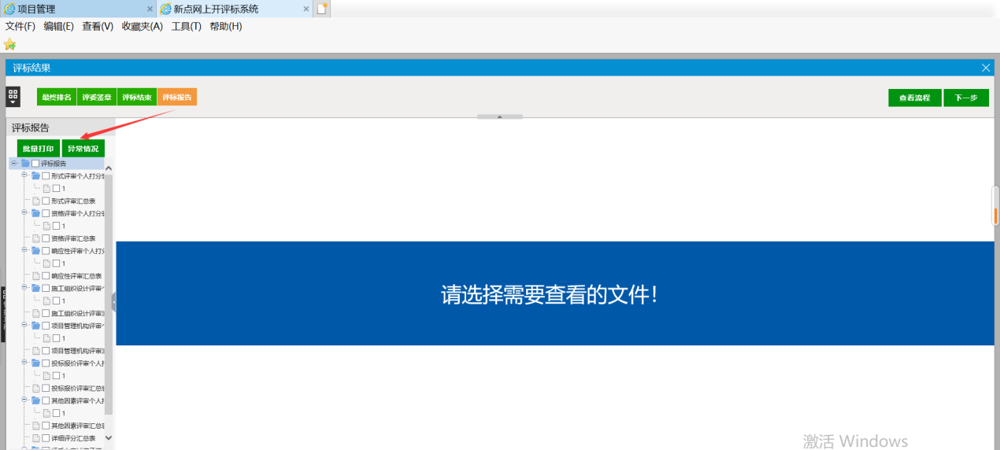 项目管理
新点网上开评标系统
文件(F) 编辑(E) 查看(V) 收藏夹(A) 工具(T) 帮助(H)
评标结果
最终排名 评委签章 评标结束 评标报告 查看流程 下一步
评标报告
批量打印 异常情况
评标报告
形式评审个人打分
1
形式评审汇总表
资格评审个人打分
1
资格评审汇总表
响应性评审个人打
1
响应性评审汇总表
施工组织设计评审
1
施工组织设计评审
项目管理机构评审
1
项目管理机构评审
投标报价评审个人
1
投标报价评审汇总
其他因素评审个人
1
其他因素评审汇总
详细评分汇总表
请选择需要查看的文件!
激活 Windows